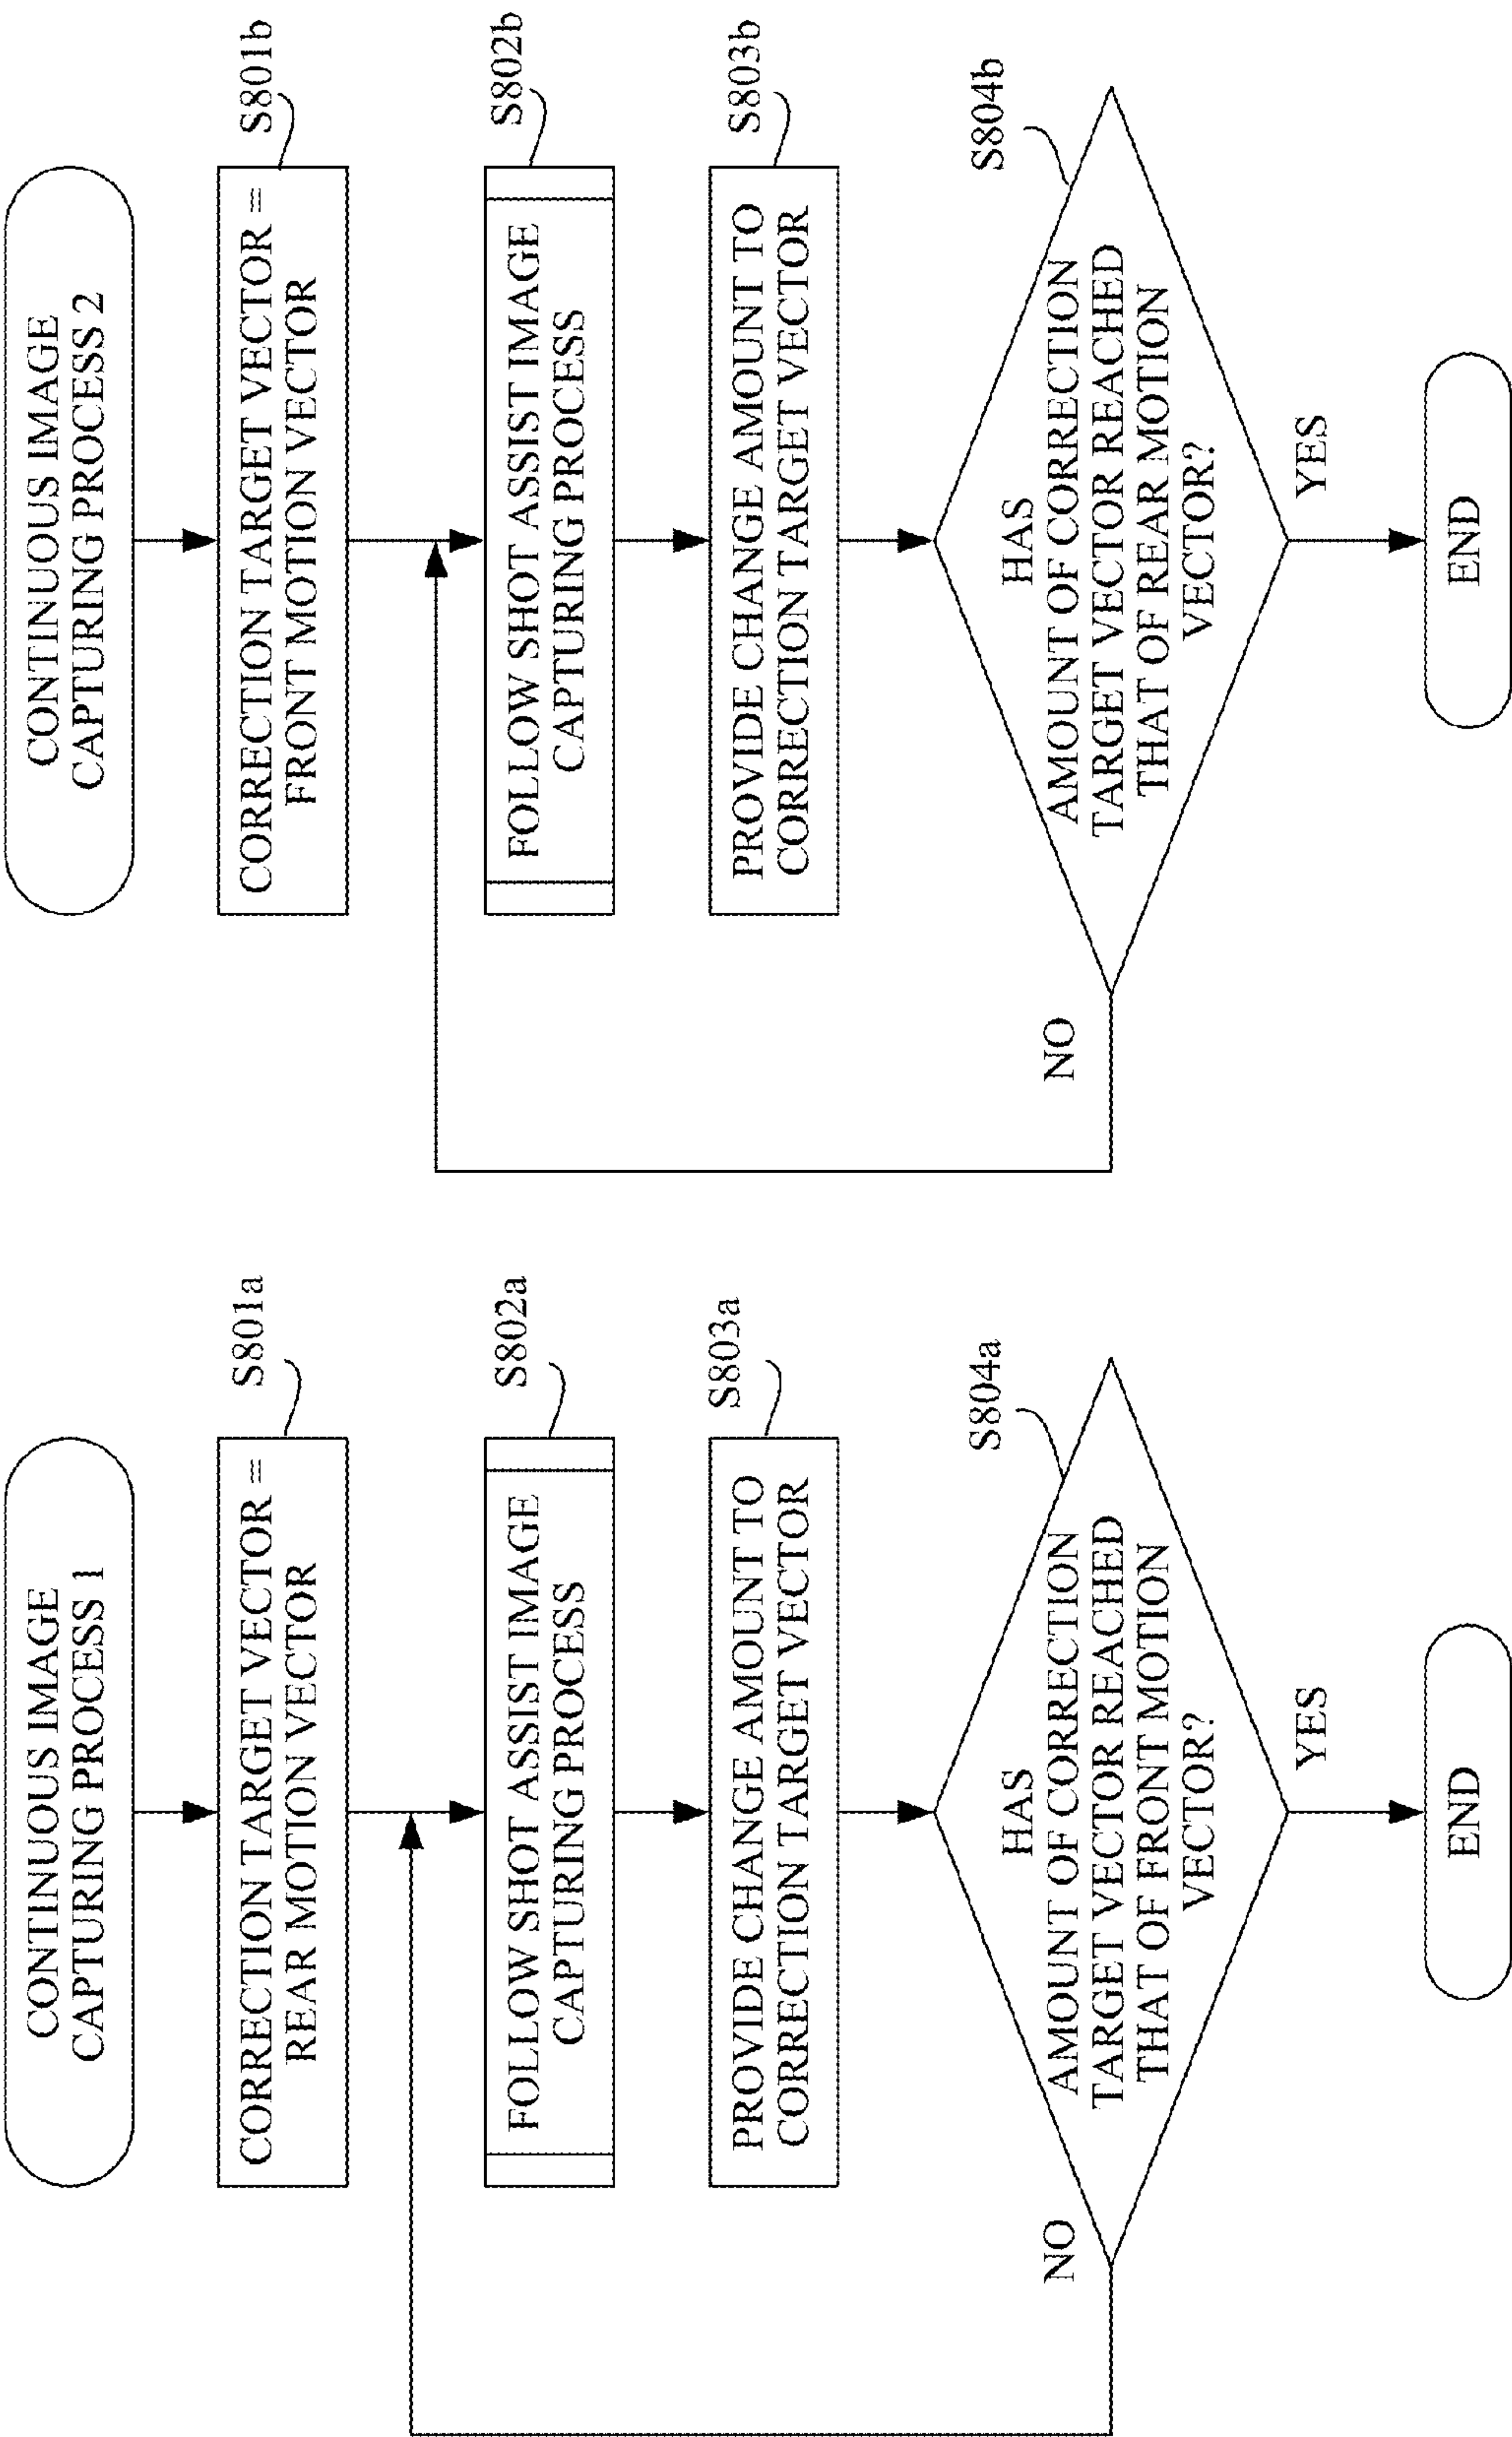 CONTINUOUS IMAGE
CAPTURING PROCESS 1
S801a
CORRECTION TARGET VECTOR =
REAR MOTION VECTOR
S802a
FOLLOW SHOT ASSIST IMAGE
CAPTURING PROCESS
S803a
PROVIDE CHANGE AMOUNT TO
CORRECTION TARGET VECTOR
S804a
HAS
AMOUNT OF CORRECTION
TARGET VECTOR REACHED
THAT OF FRONT MOTION
VECTOR?
NO
YES
END
CONTINUOUS IMAGE
CAPTURING PROCESS 2
S801b
CORRECTION TARGET VECTOR =
FRONT MOTION VECTOR
S802b
FOLLOW SHOT ASSIST IMAGE
CAPTURING PROCESS
S803b
PROVIDE CHANGE AMOUNT TO
CORRECTION TARGET VECTOR
S804b
HAS
AMOUNT OF CORRECTION
TARGET VECTOR REACHED
THAT OF REAR MOTION
VECTOR?
NO
YES
END